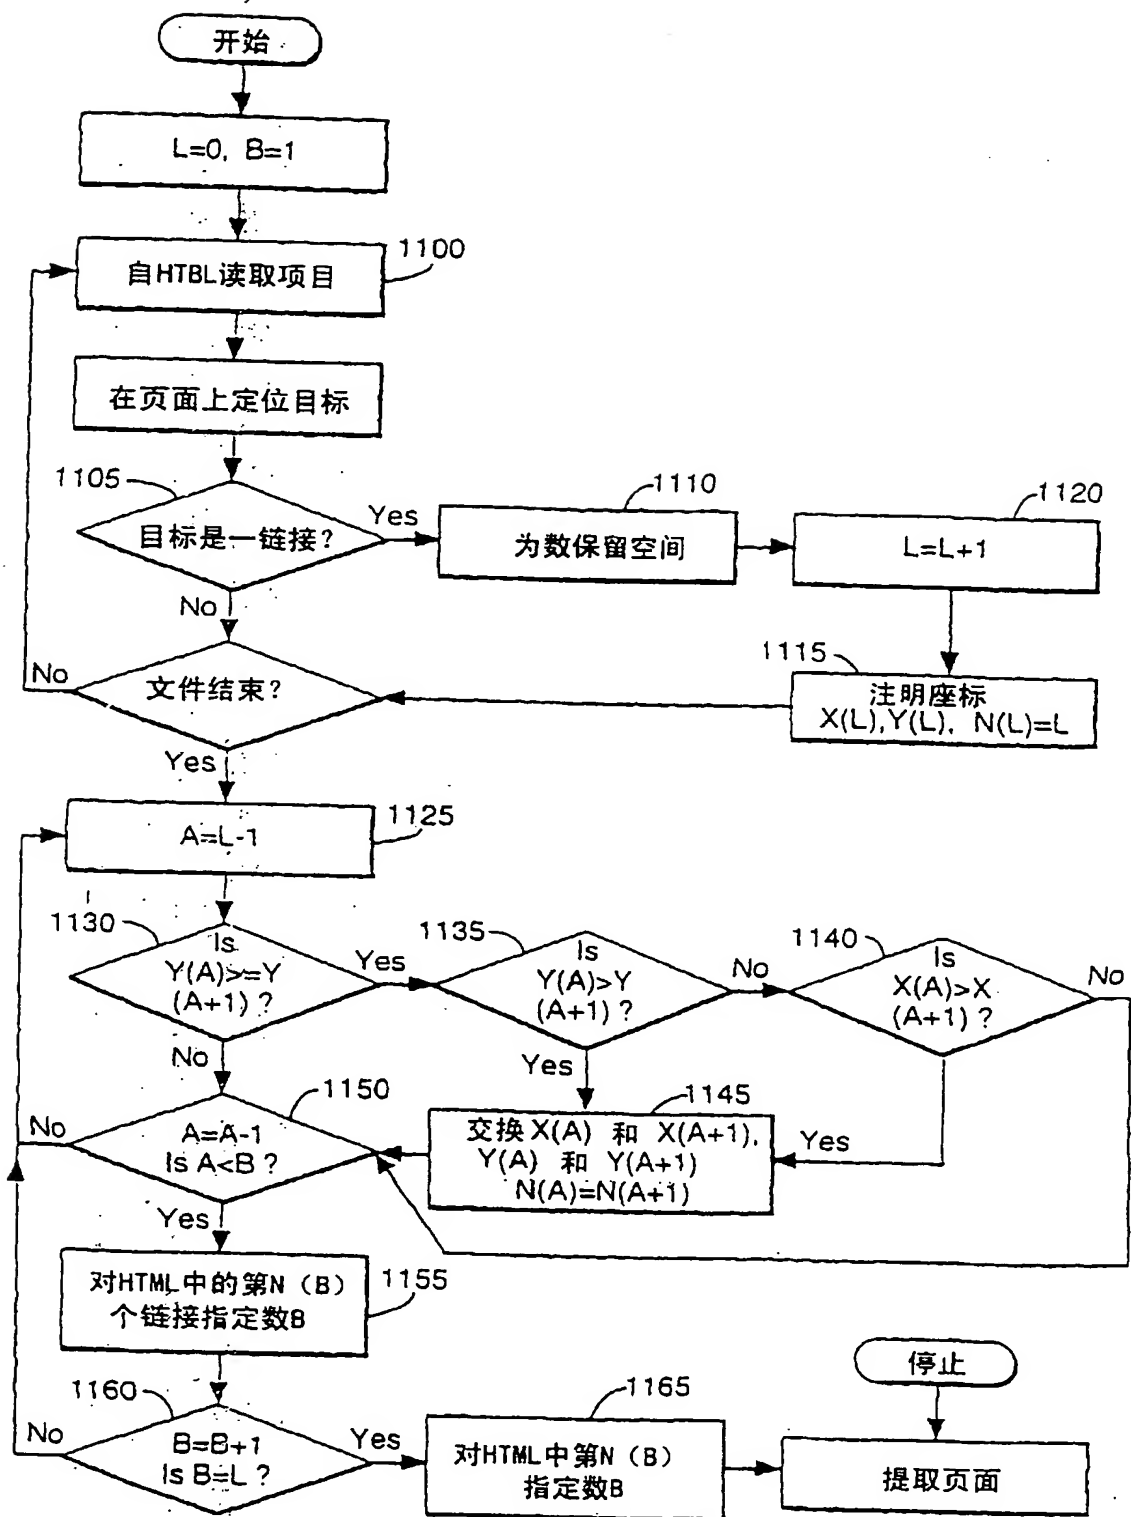 开始
L=0, B=1
1100
自HTBL读取项目
在页面上定位目标
1105
目标是一链接?
Yes
1110
为数保留空间
1120
L=L+1
No
1115
注明座标
X(L),Y(L), N(L)=L
文件结束?
No
Yes
1125
A=L-1
1130
Is
Y(A)>=Y
(A+1) ?
Yes
1135
Is
Y(A)>Y
(A+1) ?
No
1140
Is
X(A)>X
(A+1) ?
No
No
Yes
1150
A=A-1
Is A<B ?
No
1145
交换X(A) 和 X(A+1),
Y(A) 和 Y(A+1)
N(A)=N(A+1)
Yes
Yes
1155
对HTML中的第N (B)
个链接指定数B
停止
1160
B=B+1
Is B=L ?
No
Yes
1165
对HTML中第N (B)
指定数B
提取页面